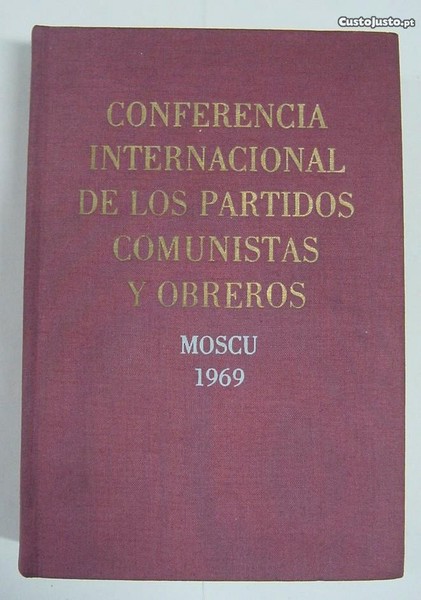 CustoJusto.pt
CONFERENCIA
INTERNACIONAL
DE LOS PARTIDOS
COMUNISTAS
Y OBREROS
MOSCU
1969